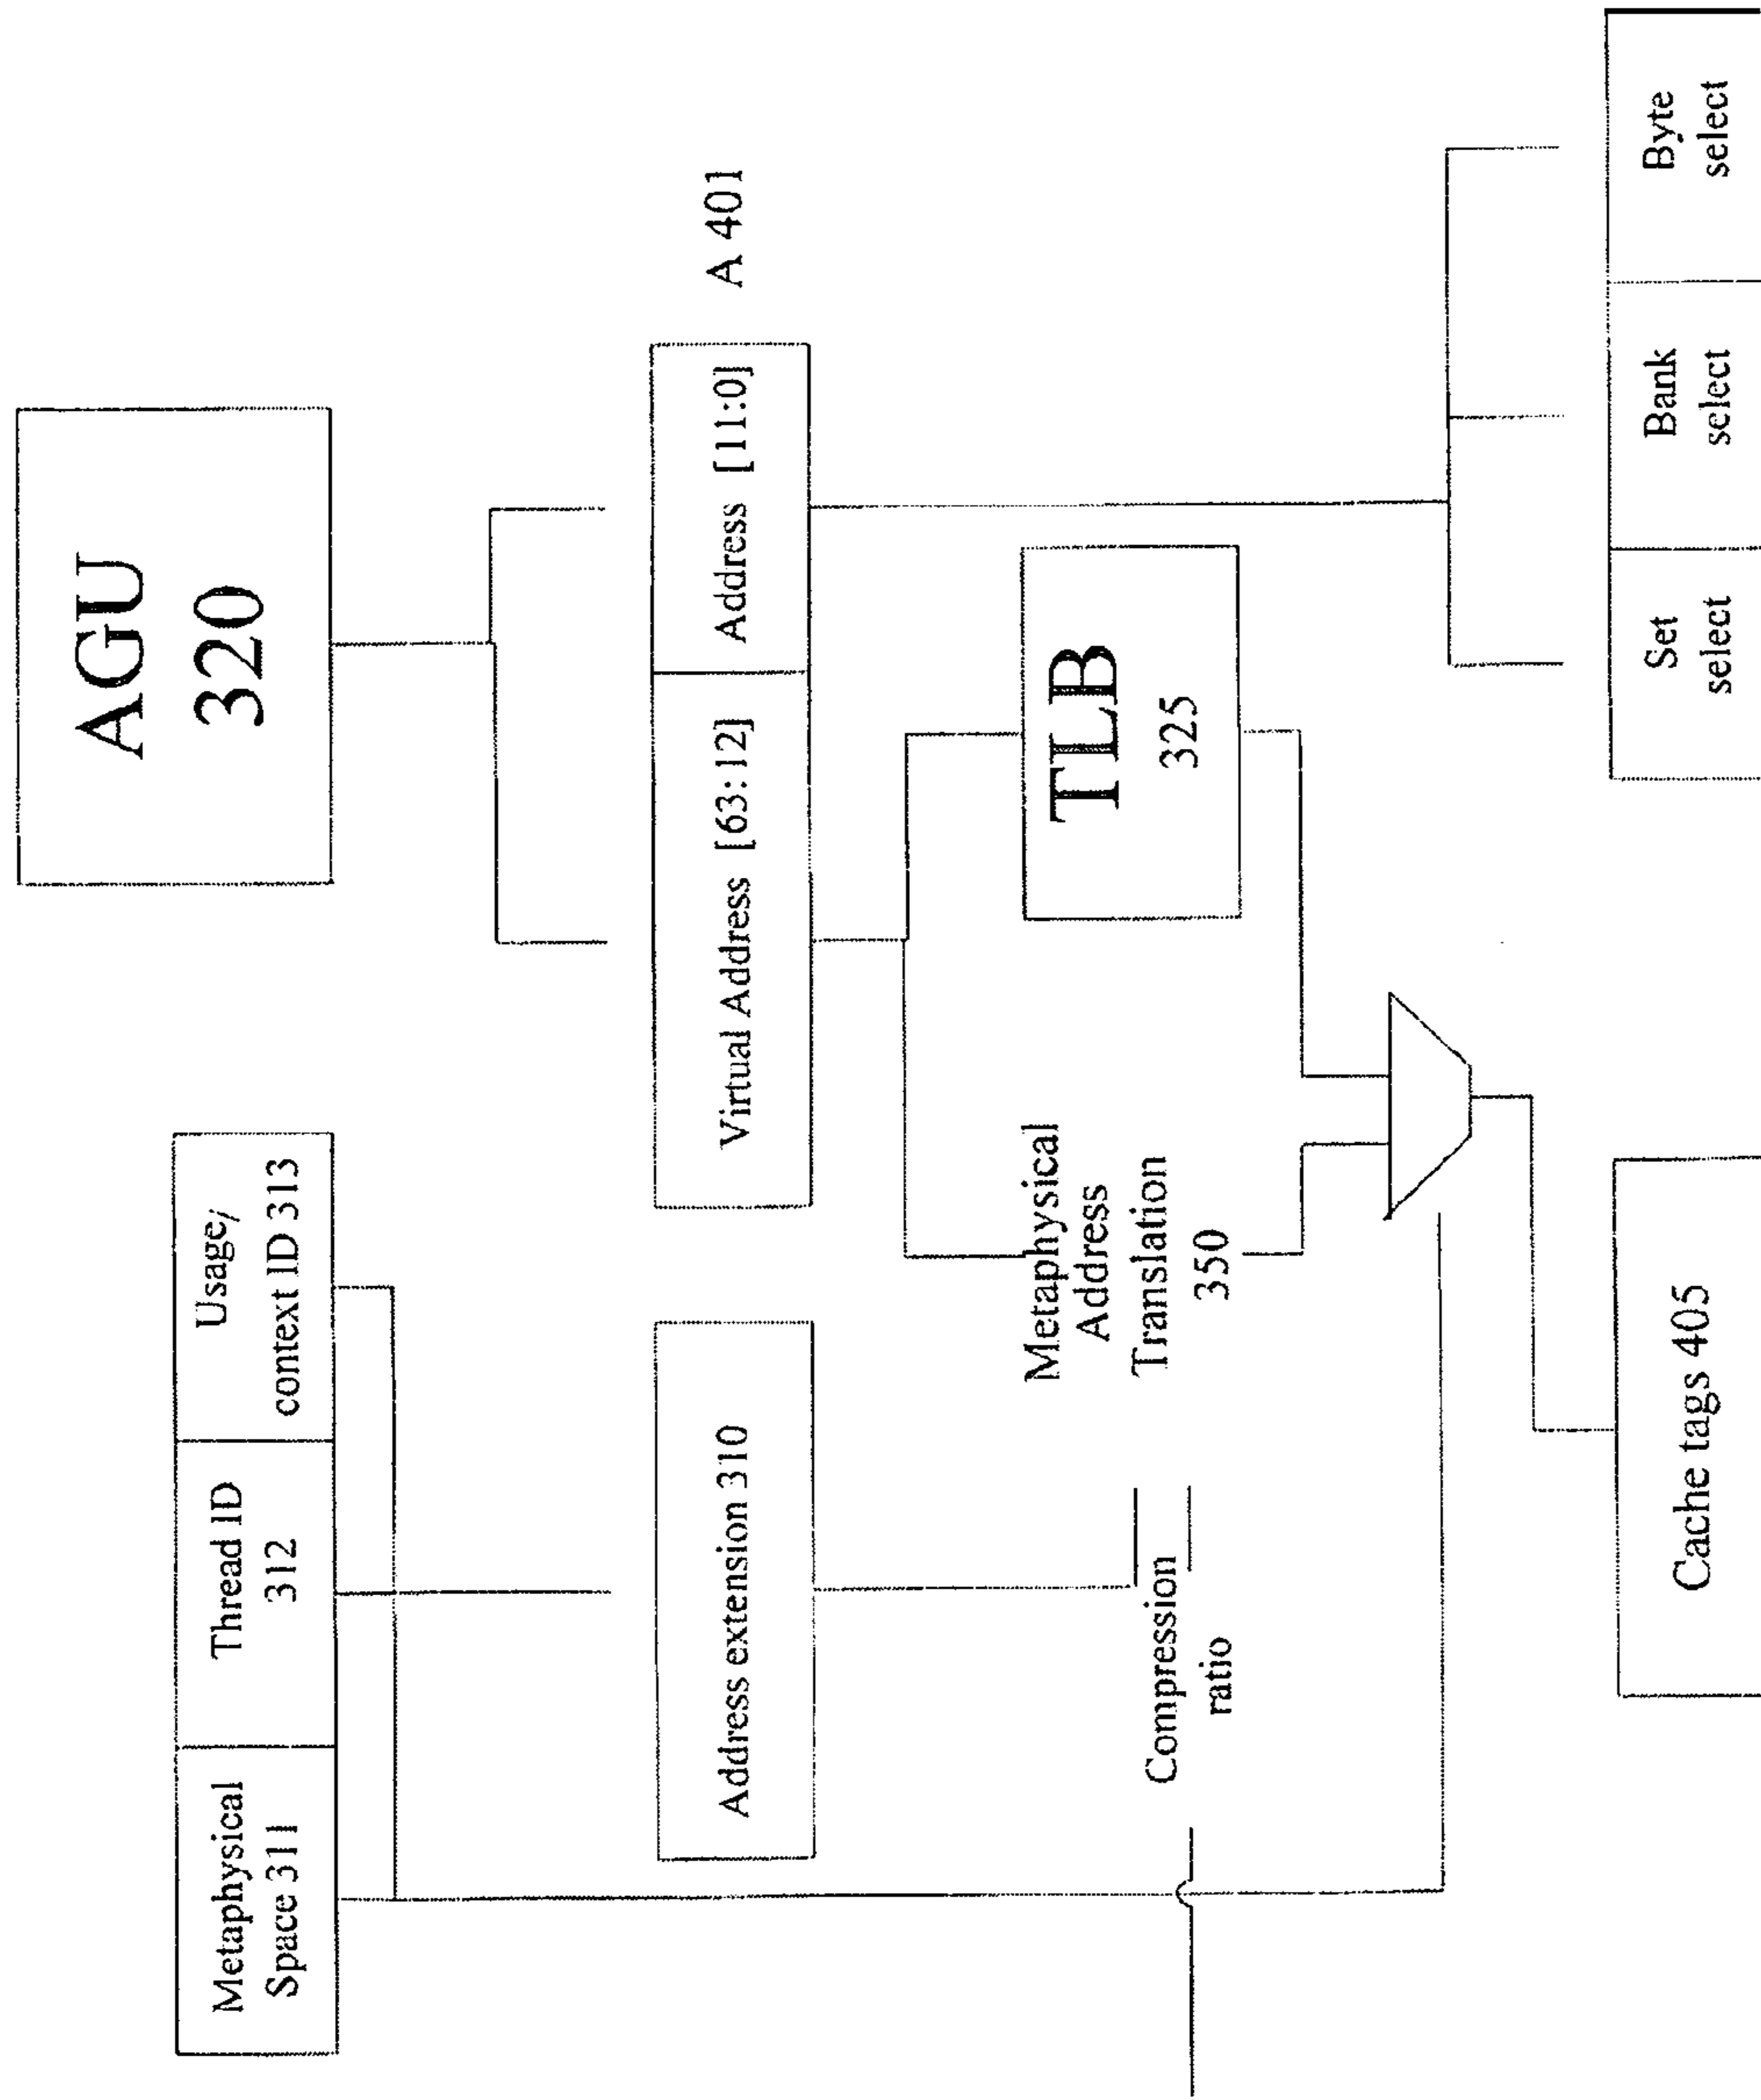 AGU
320
Metaphysical
Space 311
Thread ID
312
Usage/
context ID 313
Virtual Address [63:12]
Address [11:0]
A 401
Address extension 310
TLB
325
Metaphysical
Address
Translation
350
Compression
ratio
Cache tags 405
Set
select
Bank
select
Byte
select